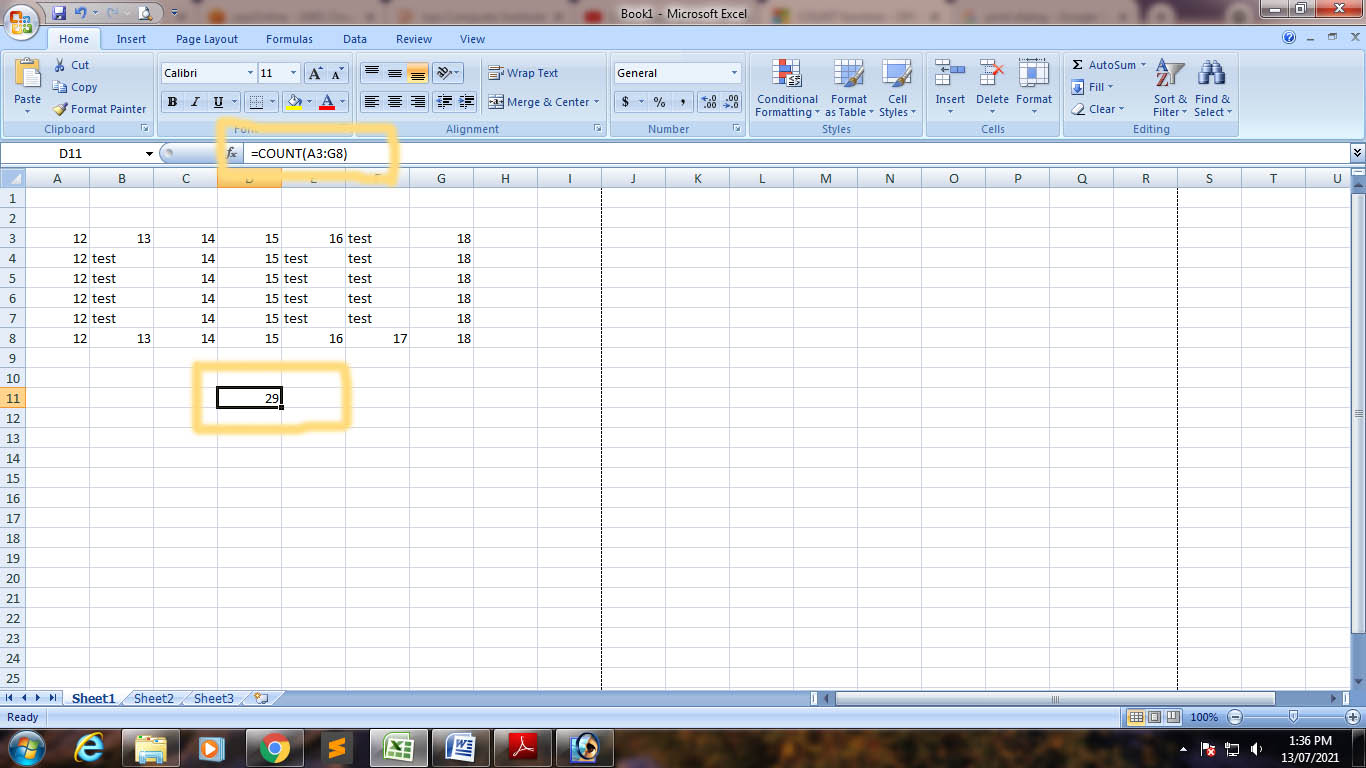 Book1 - Microsoft Excel
Home Insert Page Layout Formulas Data Review View
Paste Cut Copy Format Painter Clipboard
Calibri 11 B I U
Wrap Text Merge & Center Alignment
General $ % , Number
Conditional Formatting Format as Table Cell Styles Styles
Insert Delete Format Cells
Σ AutoSum Fill Clear Sort & Filter Find & Select Editing
D11 fx =COUNT(A3:G8)
A B C E G H I J K L M N O P Q R S T U
1
2
3 12 13 14 15 16 test 18
4 12 test 14 15 test test 18
5 12 test 14 15 test test 18
6 12 test 14 15 test test 18
7 12 test 14 15 test test 18
8 12 13 14 15 16 17 18
9
10
11 29
12
13
14
15
16
17
18
19
20
21
22
23
24
25
Sheet1 Sheet2 Sheet3
Ready 100%
1:36 PM
13/07/2021